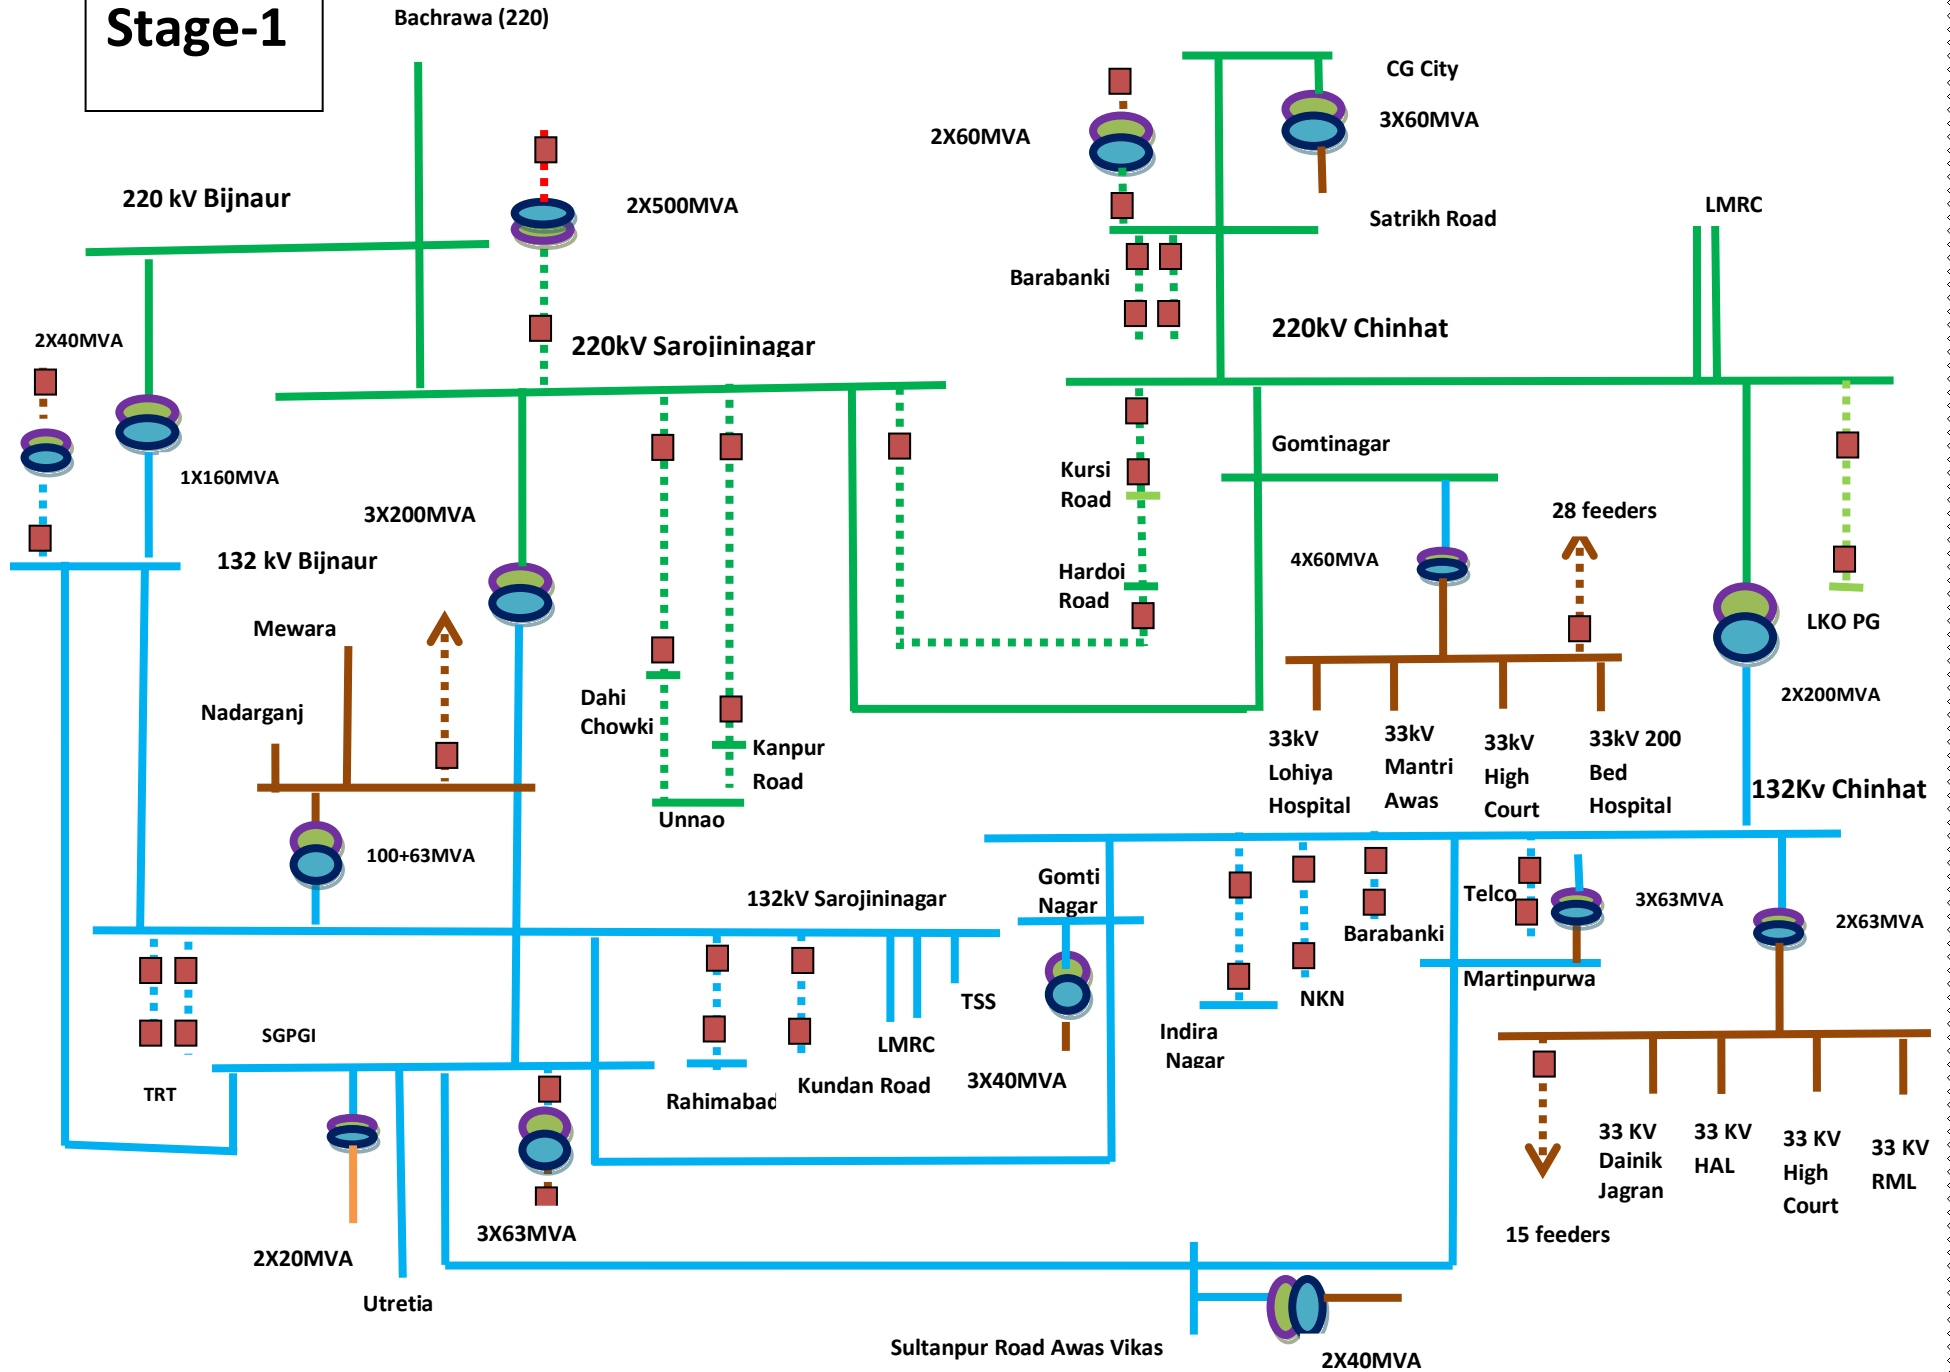 Stage-1
Bachrawa (220)
CG City
3X60MVA
2X60MVA
220 kV Bijnaur
2X500MVA
Satrikh Road
LMRC
Barabanki
220kV Chinhat
2X40MVA
220kV Sarojininagar
Gomtinagar
Kursi
Road
1X160MVA
3X200MVA
28 feeders
132 kV Bijnaur
4X60MVA
Hardoi
Road
LKO PG
Mewara
Nadarganj
Dahi
Chowki
Kanpur
Road
2X200MVA
33kV
Lohiya
Hospital
33kV
Mantri
Awas
33kV
High
Court
33kV 200
Bed
Hospital
132Kv Chinhat
Unnao
100+63MVA
132kV Sarojininagar
Gomti
Nagar
Telco
3X63MVA
2X63MVA
Barabanki
Martinpurwa
TSS
NKN
SGPGI
LMRC
Indira
Nagar
TRT
Rahimabad
Kundan Road
3X40MVA
33 KV
Dainik
Jagran
33 KV
HAL
33 KV
High
Court
33 KV
RML
3X63MVA
15 feeders
2X20MVA
Utretia
Sultanpur Road Awas Vikas
2X40MVA